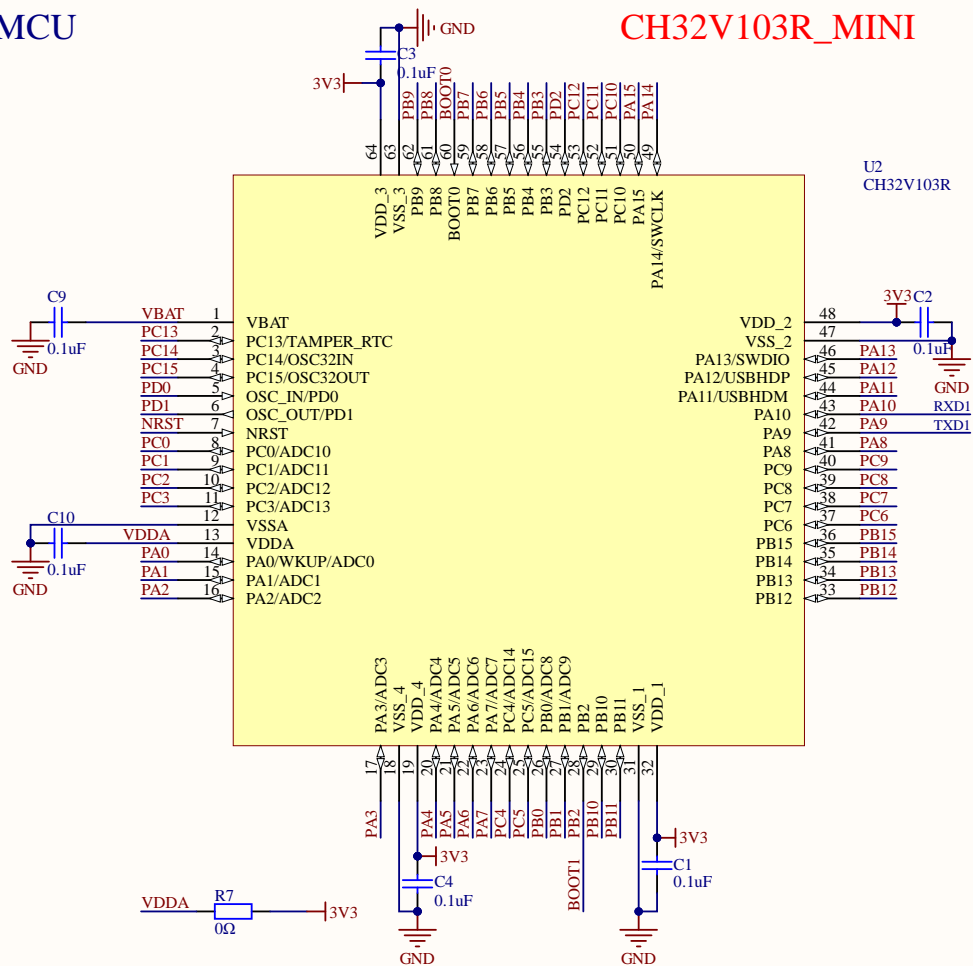 MCU
CH32V103R_MINI
GND
C3
0.1uF
3V3
PB9
PB8
BOOT0
PB7
PB6
PB5
PB4
PB3
PD2
PC12
PC11
PC10
PA15
PA14
64
63
62
61
60
59
58
57
56
55
54
53
52
51
50
49
VDD_3
VSS_3
PB9
PB8
BOOT0
PB7
PB6
PB5
PB4
PB3
PD2
PC12
PC11
PC10
PA15
PA14/SWCLK
U2
CH32V103R
C9
0.1uF
GND
VBAT 1 VBAT
PC13 2 PC13/TAMPER_RTC
PC14 3 PC14/OSC32IN
PC15 4 PC15/OSC32OUT
PD0 5 OSC_IN/PD0
PD1 6 OSC_OUT/PD1
NRST 7 NRST
PC0 8 PC0/ADC10
PC1 9 PC1/ADC11
PC2 10 PC2/ADC12
PC3 11 PC3/ADC13
12 VSSA
VDDA 13 VDDA
PA0 14 PA0/WKUP/ADC0
PA1 15 PA1/ADC1
PA2 16 PA2/ADC2
C10
0.1uF
GND
3V3
C2
0.1uF
GND
VDD_2 48
VSS_2 47
PA13/SWDIO 46 PA13
PA12/USBHDP 45 PA12
PA11/USBHDM 44 PA11
PA10 43 PA10 RXD1
PA9 42 PA9 TXD1
PA8 41 PA8
PC9 40 PC9
PC8 39 PC8
PC7 38 PC7
PC6 37 PC6
PB15 36 PB15
PB14 35 PB14
PB13 34 PB13
PB12 33 PB12
PA3/ADC3
VSS_4
VDD_4
PA4/ADC4
PA5/ADC5
PA6/ADC6
PA7/ADC7
PC4/ADC14
PC5/ADC15
PB0/ADC8
PB1/ADC9
PB2
PB10
PB11
VSS_1
VDD_1
17
18
19
20
21
22
23
24
25
26
27
28
29
30
31
32
PA3
PA4
PA5
PA6
PA7
PC4
PC5
PB0
PB1
PB2
PB10
PB11
BOOT1
3V3
C4
0.1uF
GND
3V3
C1
0.1uF
GND
VDDA
R7
0Ω
3V3